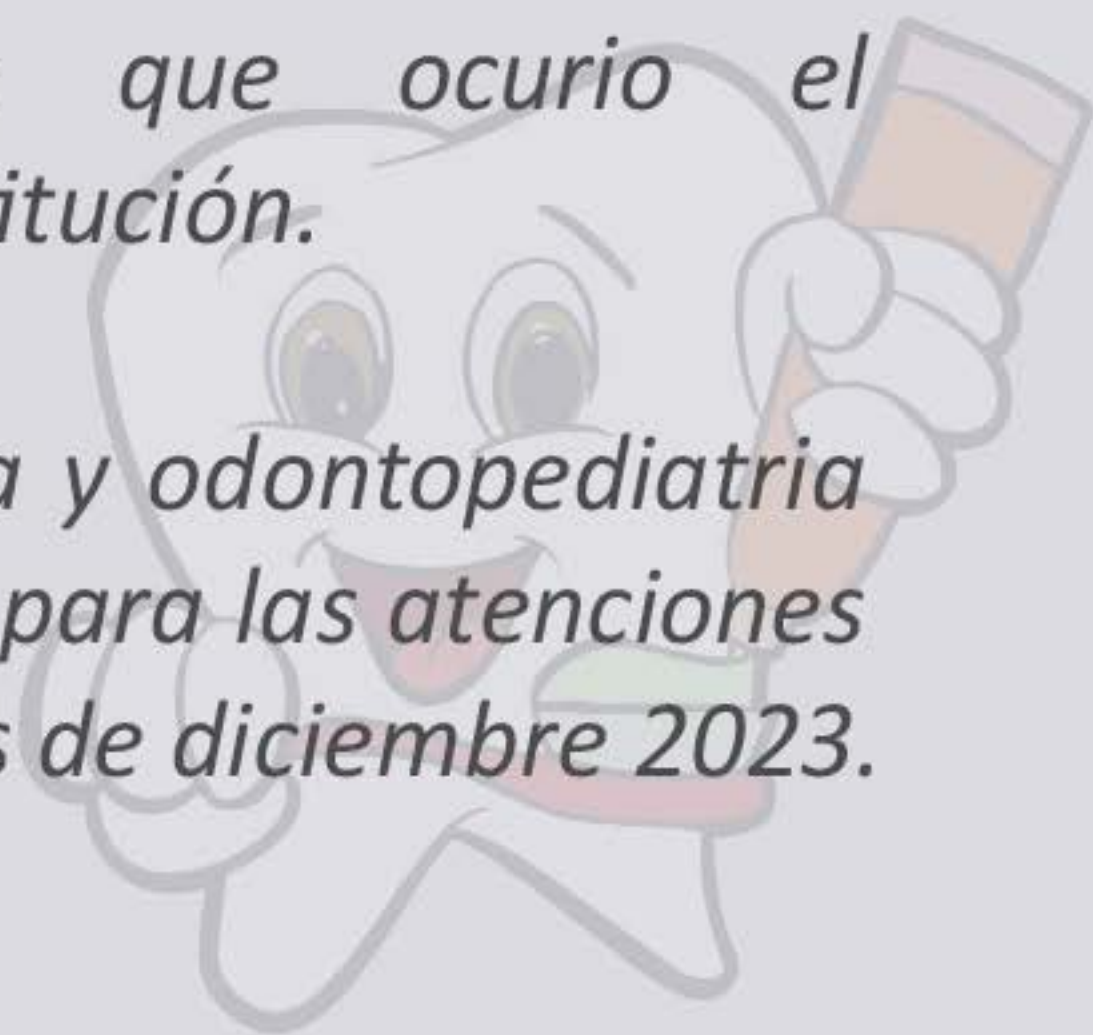 que ocurio el
itución.
y odontopediatria
para las atenciones
de diciembre 2023.